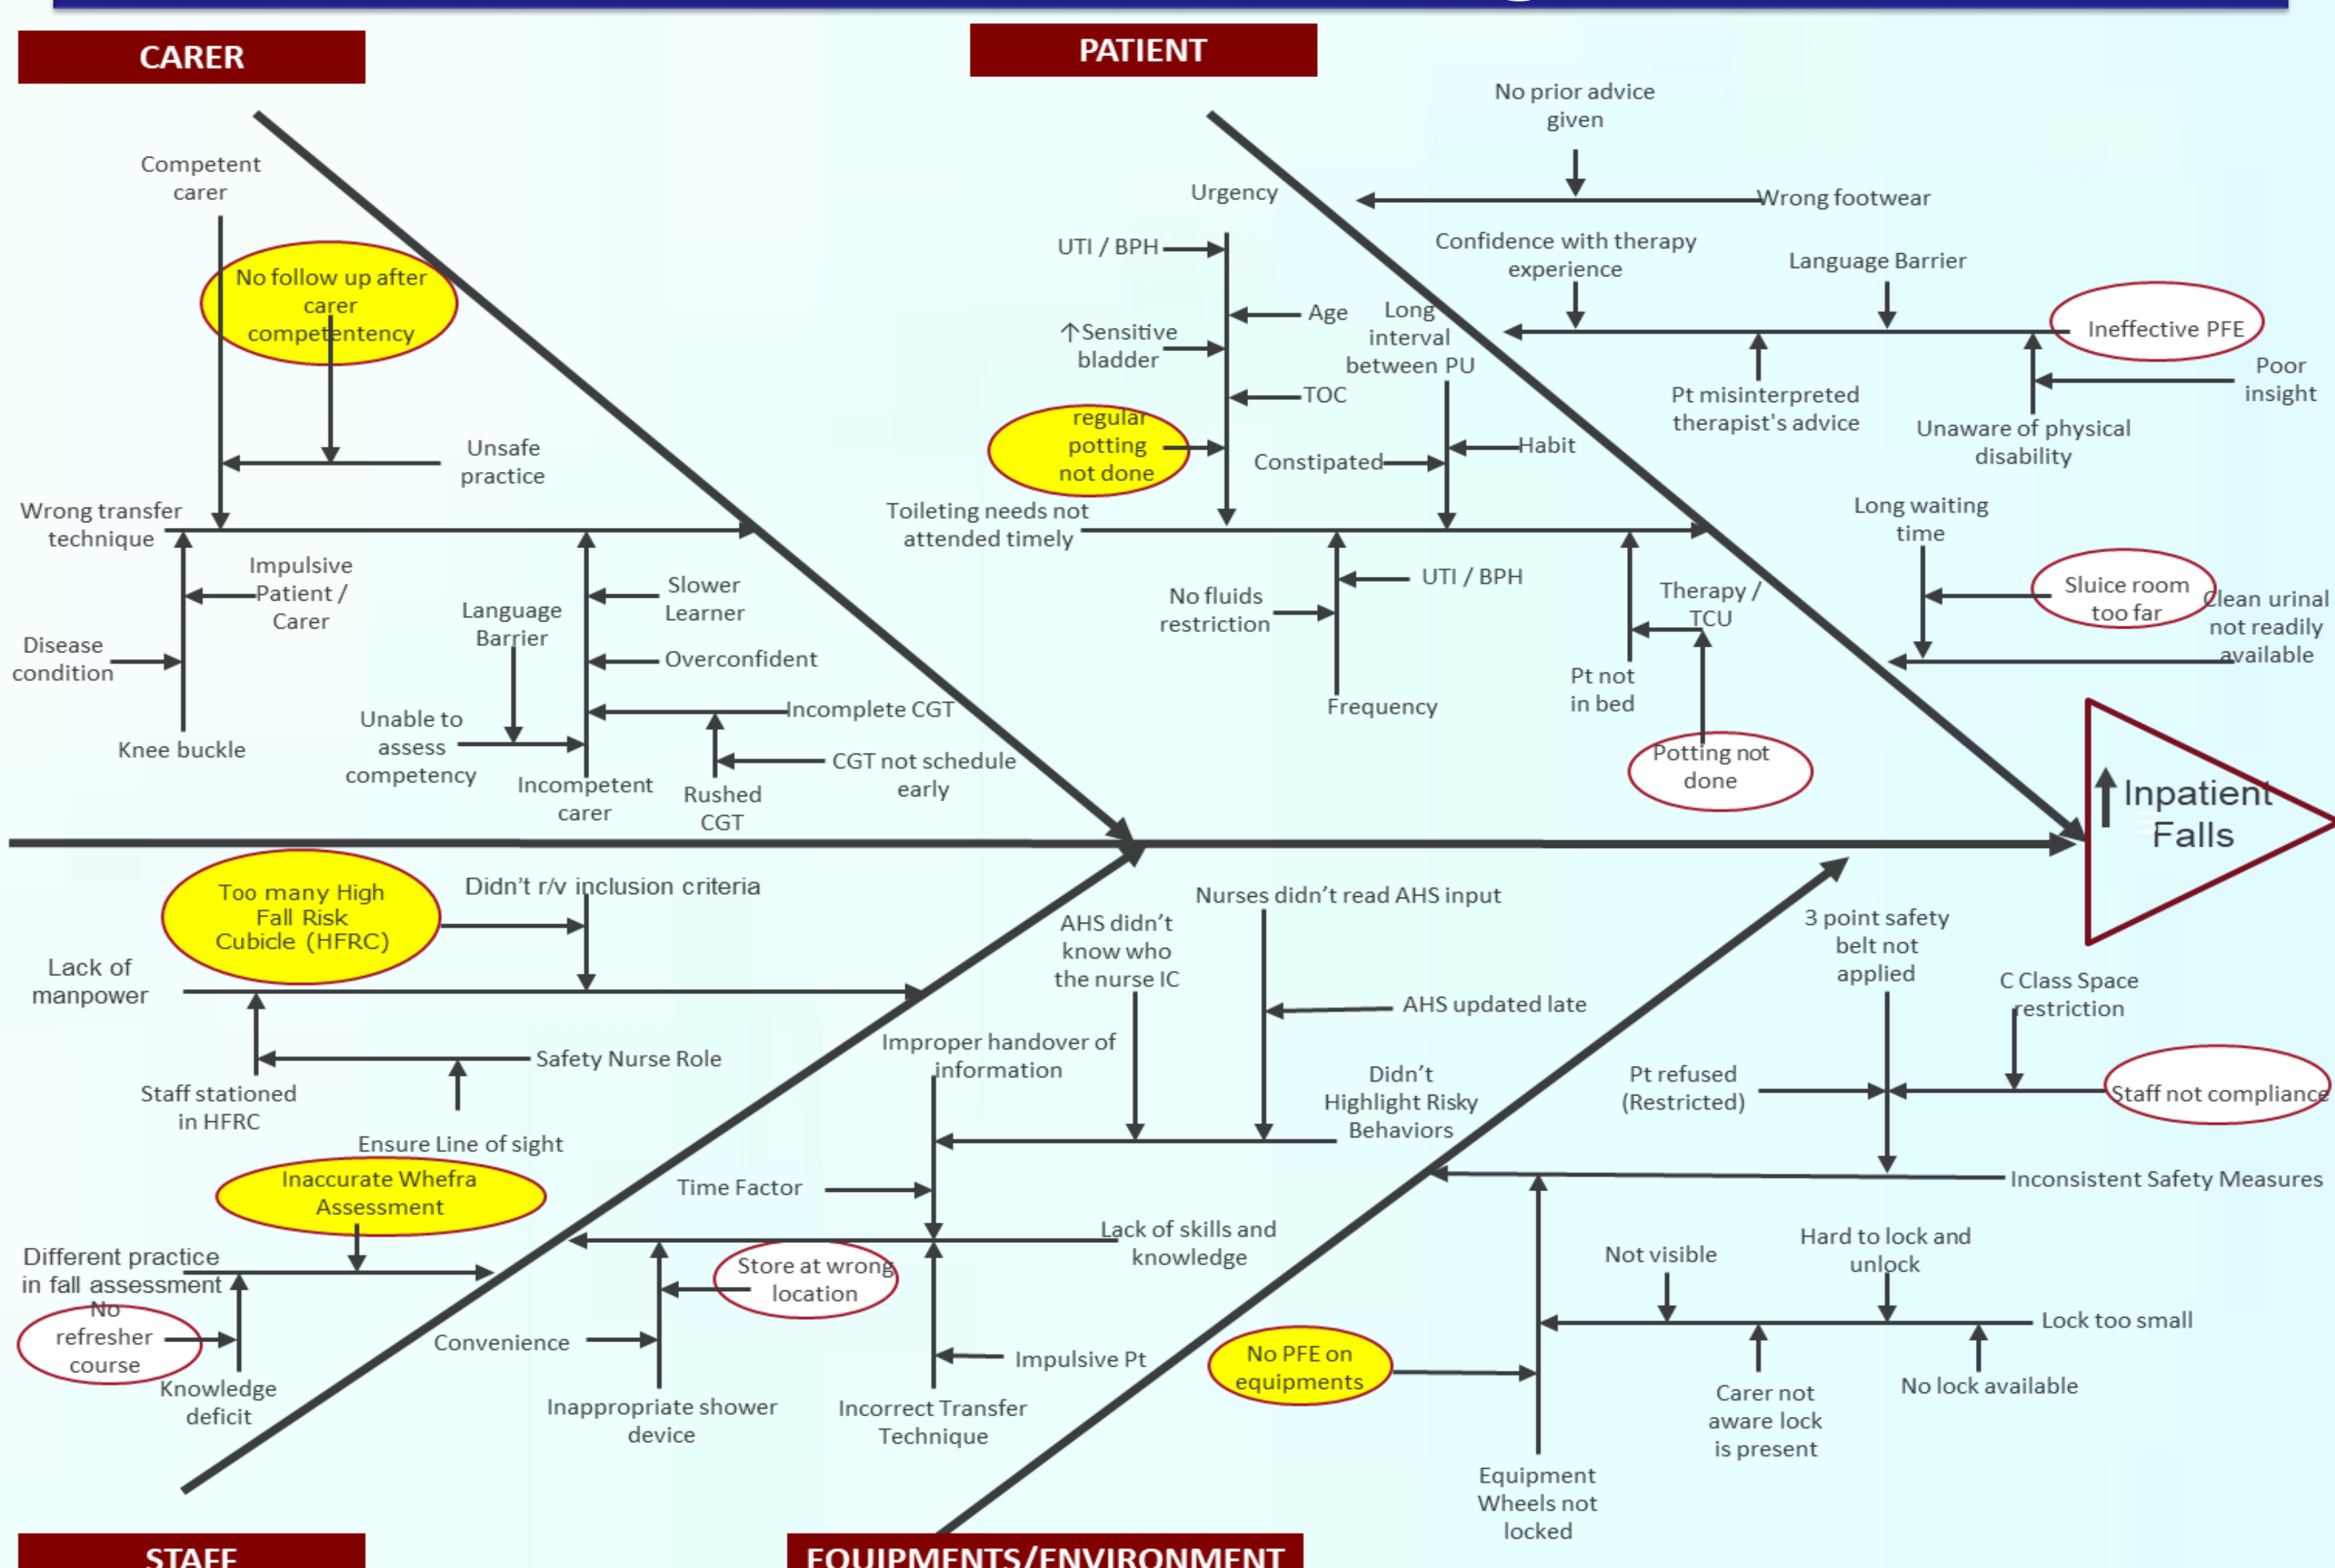 CARER
PATIENT
Competent
carer
No follow up after
carer
competentency
Unsafe
practice
Wrong transfer
technique
Impulsive
Patient /
Carer
Disease
condition
Knee buckle
Language
Barrier
Slower
Learner
Overconfident
Incomplete CGT
Unable to
assess
competency
Incompetent
carer
Rushed
CGT
CGT not schedule
early
No prior advice
given
Wrong footwear
Urgency
UTI / BPH
Age
↑Sensitive
bladder
TOC
regular
potting
not done
Long
interval
between PU
Constipated
Habit
Confidence with therapy
experience
Language Barrier
Ineffective PFE
Pt misinterpreted
therapist's advice
Poor
insight
Unaware of physical
disability
Toileting needs not
attended timely
No fluids
restriction
UTI / BPH
Frequency
Therapy /
TCU
Pt not
in bed
Potting not
done
Long waiting
time
Sluice room
too far
Clean urinal
not readily
available
Inpatient
Falls
Too many High
Fall Risk
Cubicle (HFRC)
Didn’t r/v inclusion criteria
Lack of
manpower
Safety Nurse Role
Staff stationed
in HFRC
Ensure Line of sight
Inaccurate Whefra
Assessment
Different practice
in fall assessment
No
refresher
course
Knowledge
deficit
AHS didn’t
know who
the nurse IC
Nurses didn’t read AHS input
AHS updated late
Improper handover of
information
Didn’t
Highlight Risky
Behaviors
Time Factor
Lack of skills and
knowledge
Store at wrong
location
Convenience
Impulsive Pt
Inappropriate shower
device
Incorrect Transfer
Technique
3 point safety
belt not
applied
C Class Space
restriction
Pt refused
(Restricted)
Staff not compliance
Inconsistent Safety Measures
Not visible
Hard to lock and
unlock
Lock too small
No PFE on
equipments
Carer not
aware lock
is present
No lock available
Equipment
Wheels not
locked
STAFF
EQUIPMENTS/ENVIRONMENT